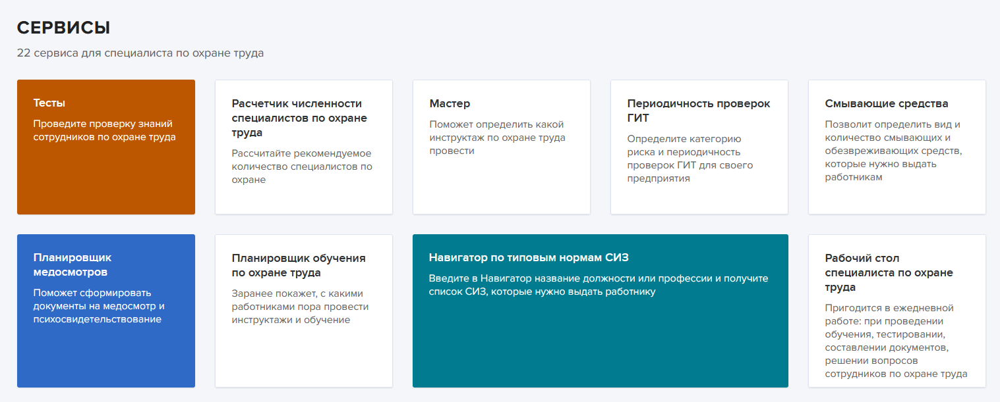 СЕРВИСЫ
22 сервиса для специалиста по охране труда
Тесты
Проведите проверку знаний
сотрудников по охране труда
Расчетчик численности
специалистов по охране
труда
Рассчитайте рекомендуемое
количество специалистов по
охране
Мастер
Поможет определить какой
инструктаж по охране труда
провести
Периодичность проверок
ГИТ
Определите категорию
риска и периодичность
проверок ГИТ для своего
предприятия
Смывающие средства
Позволит определить вид и
количество смывающих и
обезвреживающих средств,
которые нужно выдать
работникам
Планировщик
медосмотров
Поможет сформировать
документы на медосмотр и
психосвидетельствование
Планировщик обучения
по охране труда
Заранее покажет, с какими
работниками пора провести
инструктажи и обучение
Навигатор по типовым нормам СИЗ
Введите в Навигатор название должности или профессии и получите
список СИЗ, которые нужно выдать работнику
Рабочий стол
специалиста по охране
труда
Пригодится в ежедневной
работе: при проведении
обучения, тестировании,
составлении документов,
решении вопросов
сотрудников по охране труда